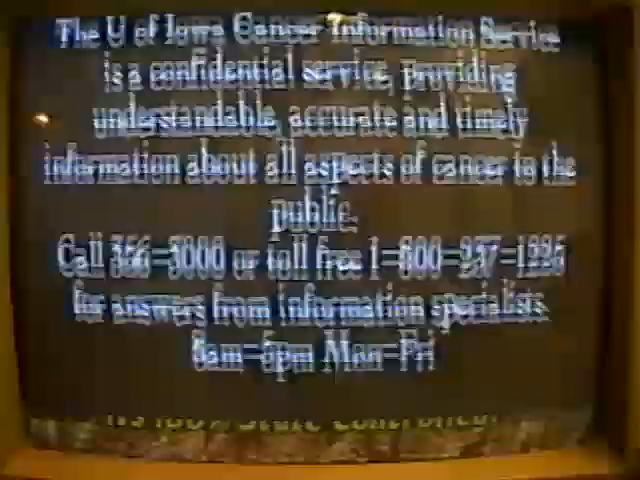 The U of Iowa Cancer Information Service
is a confidential service, providing
understandable, accurate and timely
information about all aspects of cancer to the
public.
Call 356-3000 or toll free 1-800-237-1225
for answers from information specialists
8am-5pm Mon-Fri